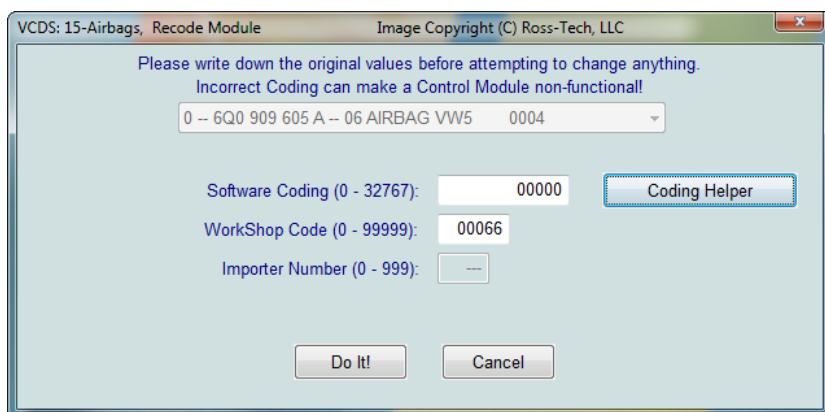 VCDS: 15-Airbags, Recode Module Image Copyright (C) Ross-Tech, LLC
Please write down the original values before attempting to change anything.
Incorrect Coding can make a Control Module non-functional!
0 -- 6Q0 909 605 A -- 06 AIRBAG VW5 0004
Software Coding (0 - 32767): 00000 Coding Helper
WorkShop Code (0 - 99999): 00066
Importer Number (0 - 999): ---
Do It! Cancel